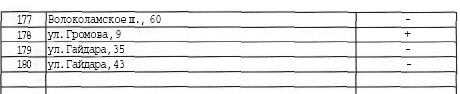 177 Волоколамское ш., 60 -
178 ул. Громова, 9 +
179 ул. Гайдара, 35 -
180 ул. Гайдара, 43 -